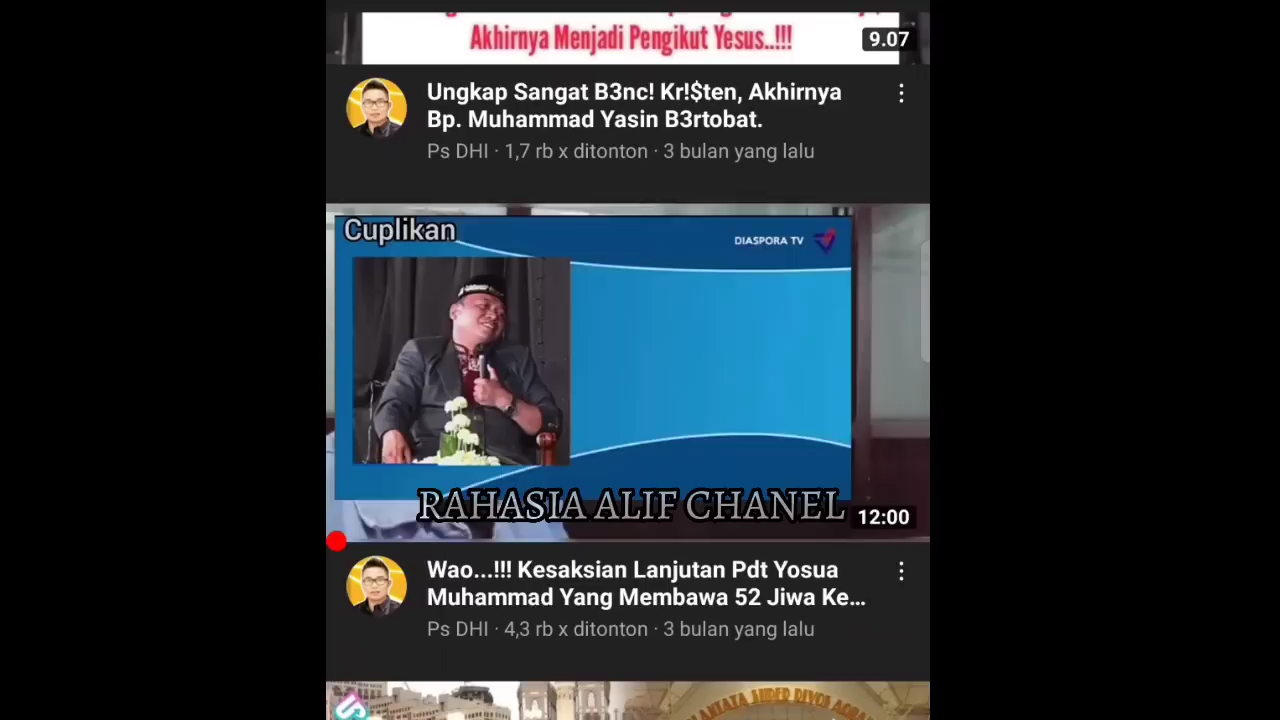 Akhirnya Menjadi Pengikut Yesus..!!!
9.07
Ungkap Sangat B3nc! Kr!$ten, Akhirnya
Bp. Muhammad Yasin B3rtobat.
Ps DHI · 1,7 rb x ditonton · 3 bulan yang lalu
Cuplikan
DIASPORA TV
RAHASIA ALIF CHANEL
12:00
Wao...!!! Kesaksian Lanjutan Pdt Yosua
Muhammad Yang Membawa 52 Jiwa Ke...
Ps DHI · 4,3 rb x ditonton · 3 bulan yang lalu